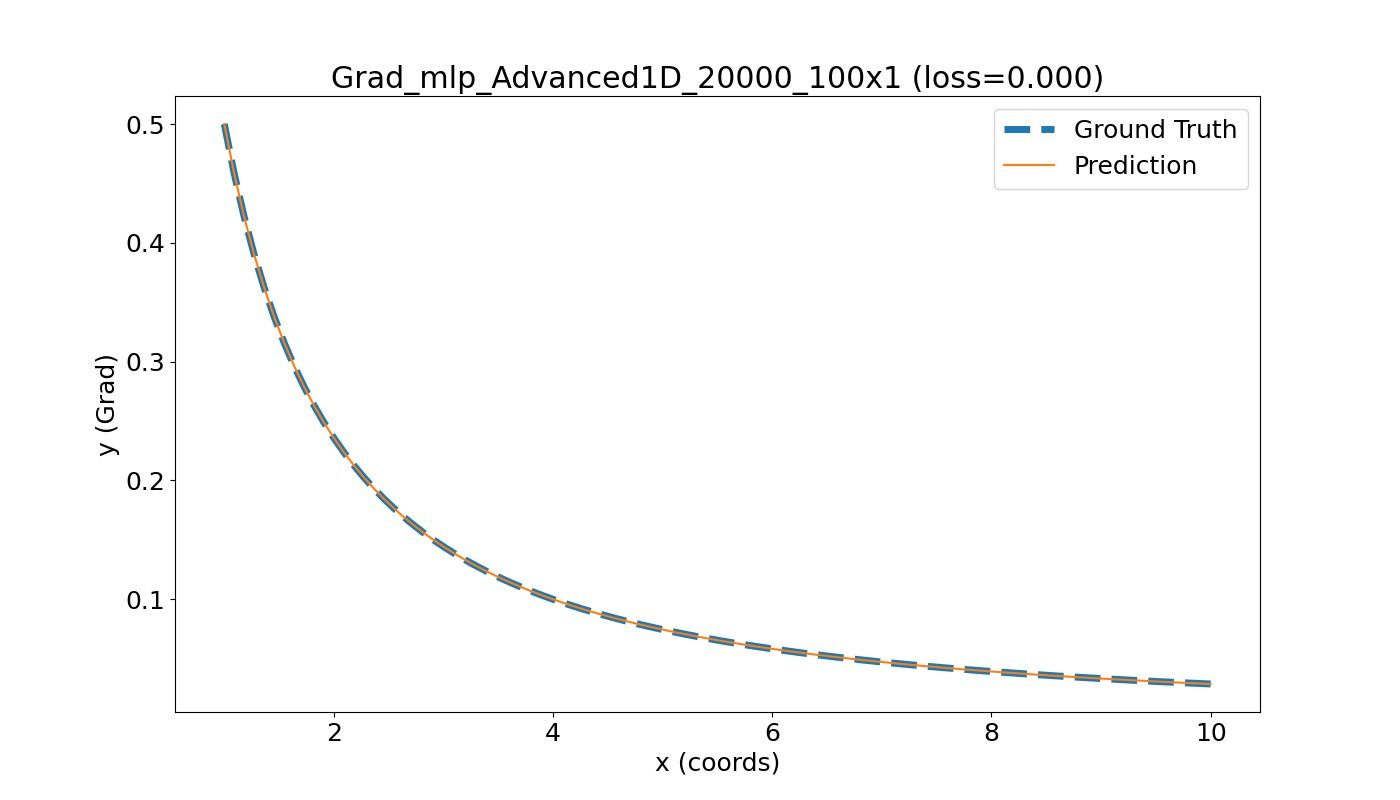 Grad_mlp_Advanced1D_20000_100x1 (loss=0.000)
Ground Truth
Prediction
0.5
0.4
0.3
0.2
0.1
y (Grad)
2 4 6 8 10
x (coords)